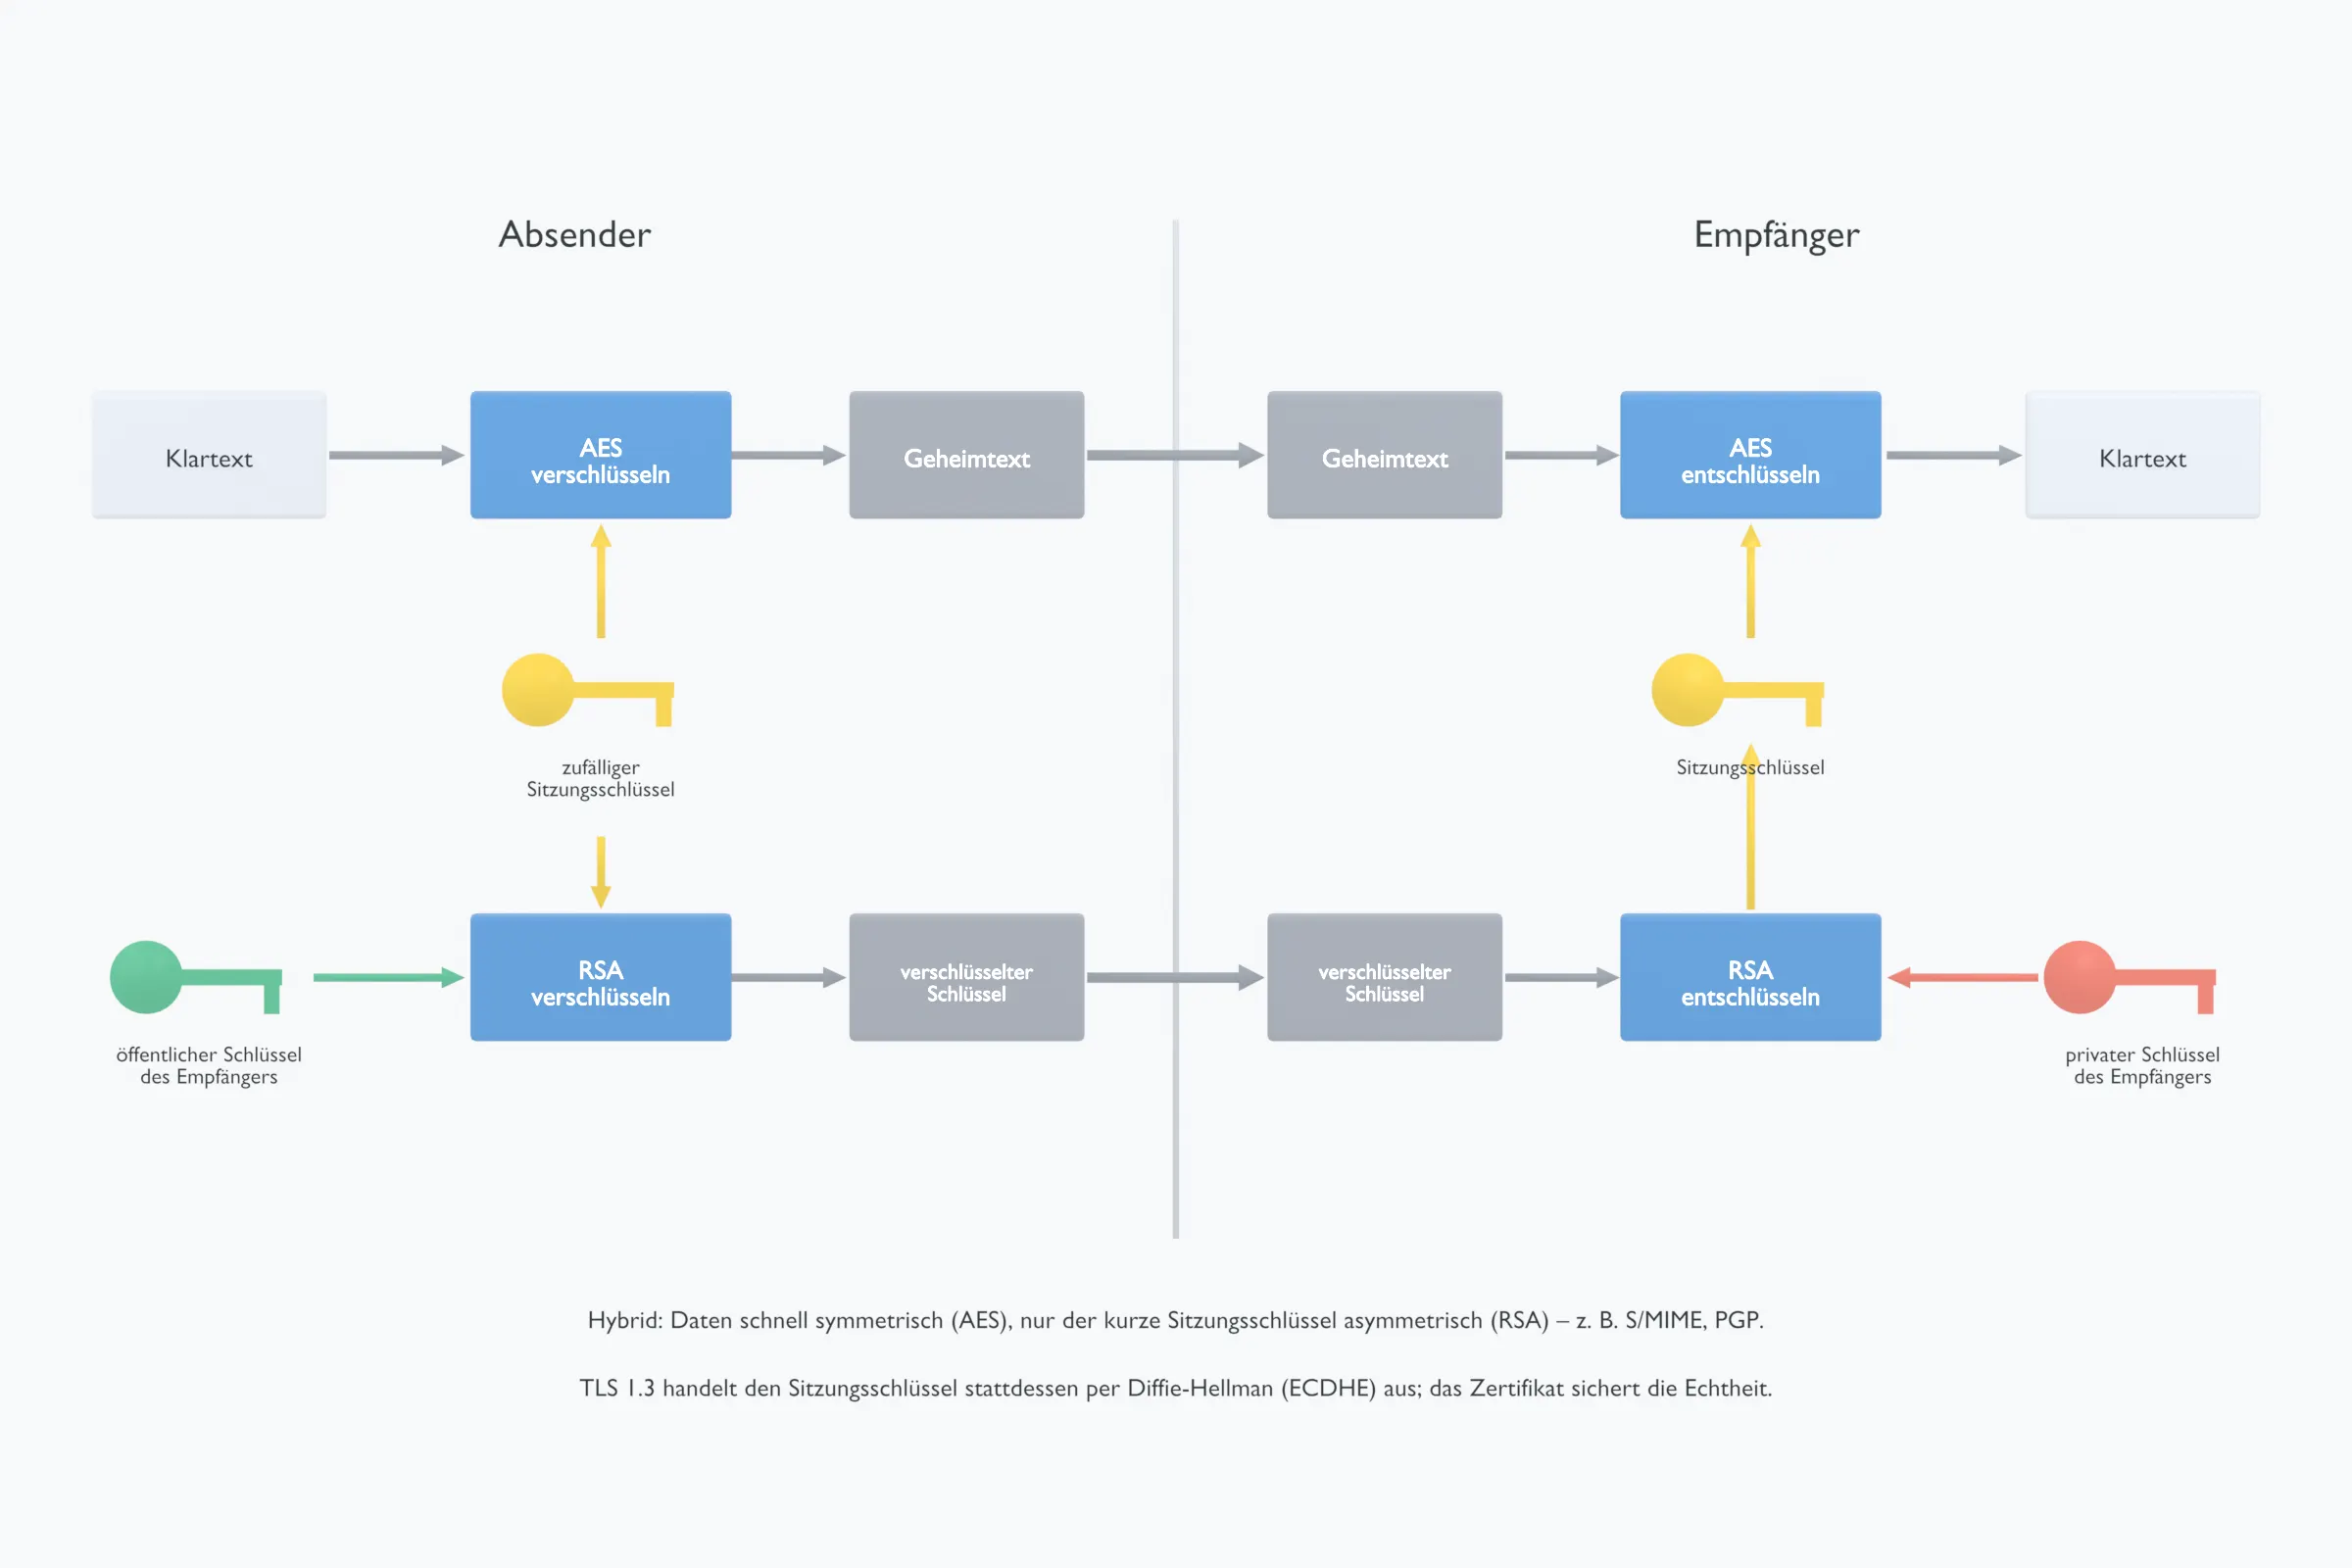 Absender
Empfänger
Klartext
AES
verschlüsseln
Geheimtext
Geheimtext
AES
entschlüsseln
Klartext
zufälliger
Sitzungsschlüssel
Sitzungsschlüssel
öffentlicher Schlüssel
des Empfängers
RSA
verschlüsseln
verschlüsselter
Schlüssel
verschlüsselter
Schlüssel
RSA
entschlüsseln
privater Schlüssel
des Empfängers
Hybrid: Daten schnell symmetrisch (AES), nur der kurze Sitzungsschlüssel asymmetrisch (RSA) – z. B. S/MIME, PGP.
TLS 1.3 handelt den Sitzungsschlüssel stattdessen per Diffie-Hellman (ECDHE) aus; das Zertifikat sichert die Echtheit.